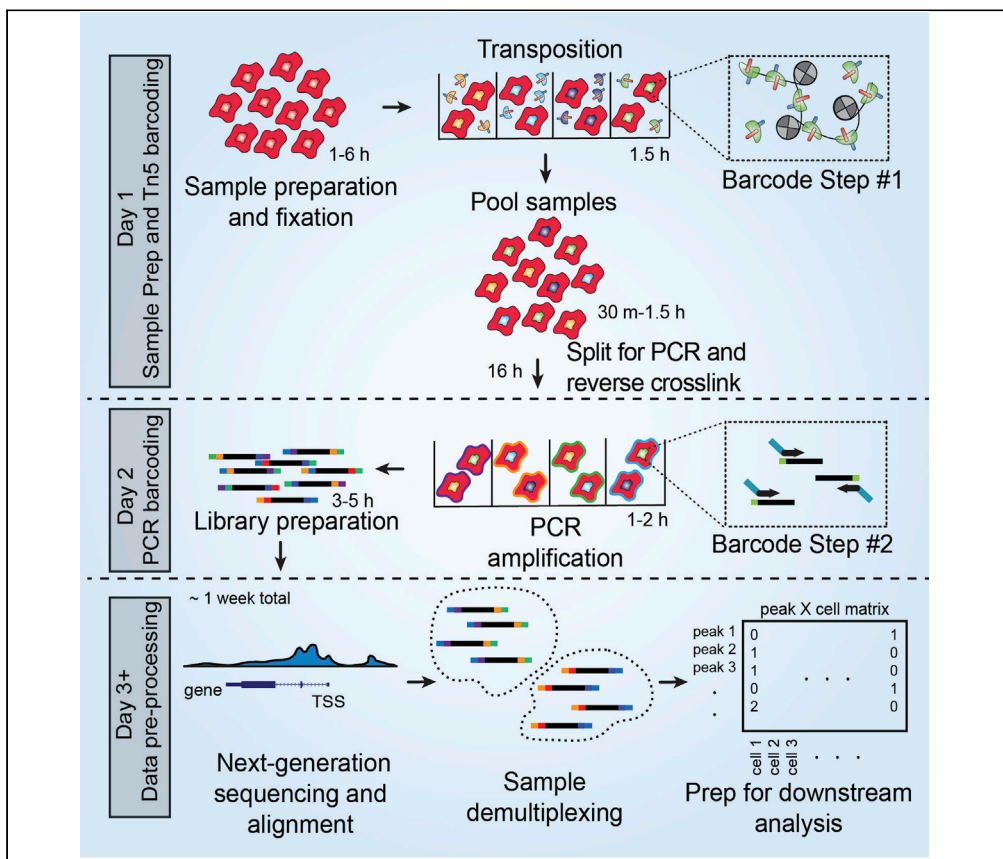 Day 1
Sample Prep and Tn5 barcoding
1-6 h
Sample preparation
and fixation
Transposition
1.5 h
Barcode Step #1
Pool samples
30 m-1.5 h
Split for PCR and
reverse crosslink
16 h
Day 2
PCR barcoding
3-5 h
Library preparation
PCR
amplification
1-2 h
Barcode Step #2
Day 3+
Data pre-processing
~ 1 week total
gene
TSS
Next-generation
sequencing and
alignment
Sample
demultiplexing
peak X cell matrix
peak 1
peak 2
peak 3
.
.
0 1
1 0
1 . . . 0
0 1
2 0
cell 1
cell 2
cell 3
. . . .
Prep for downstream
analysis